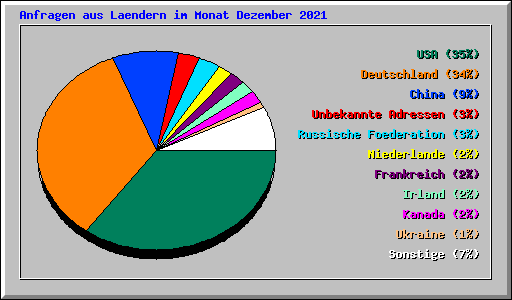 Anfragen aus Laendern im Monat Dezember 2021
USA (35%)
Deutschland (34%)
China (9%)
Unbekannte Adressen (3%)
Russische Foederation (3%)
Niederlande (2%)
Frankreich (2%)
Irland (2%)
Kanada (2%)
Ukraine (1%)
Sonstige (7%)